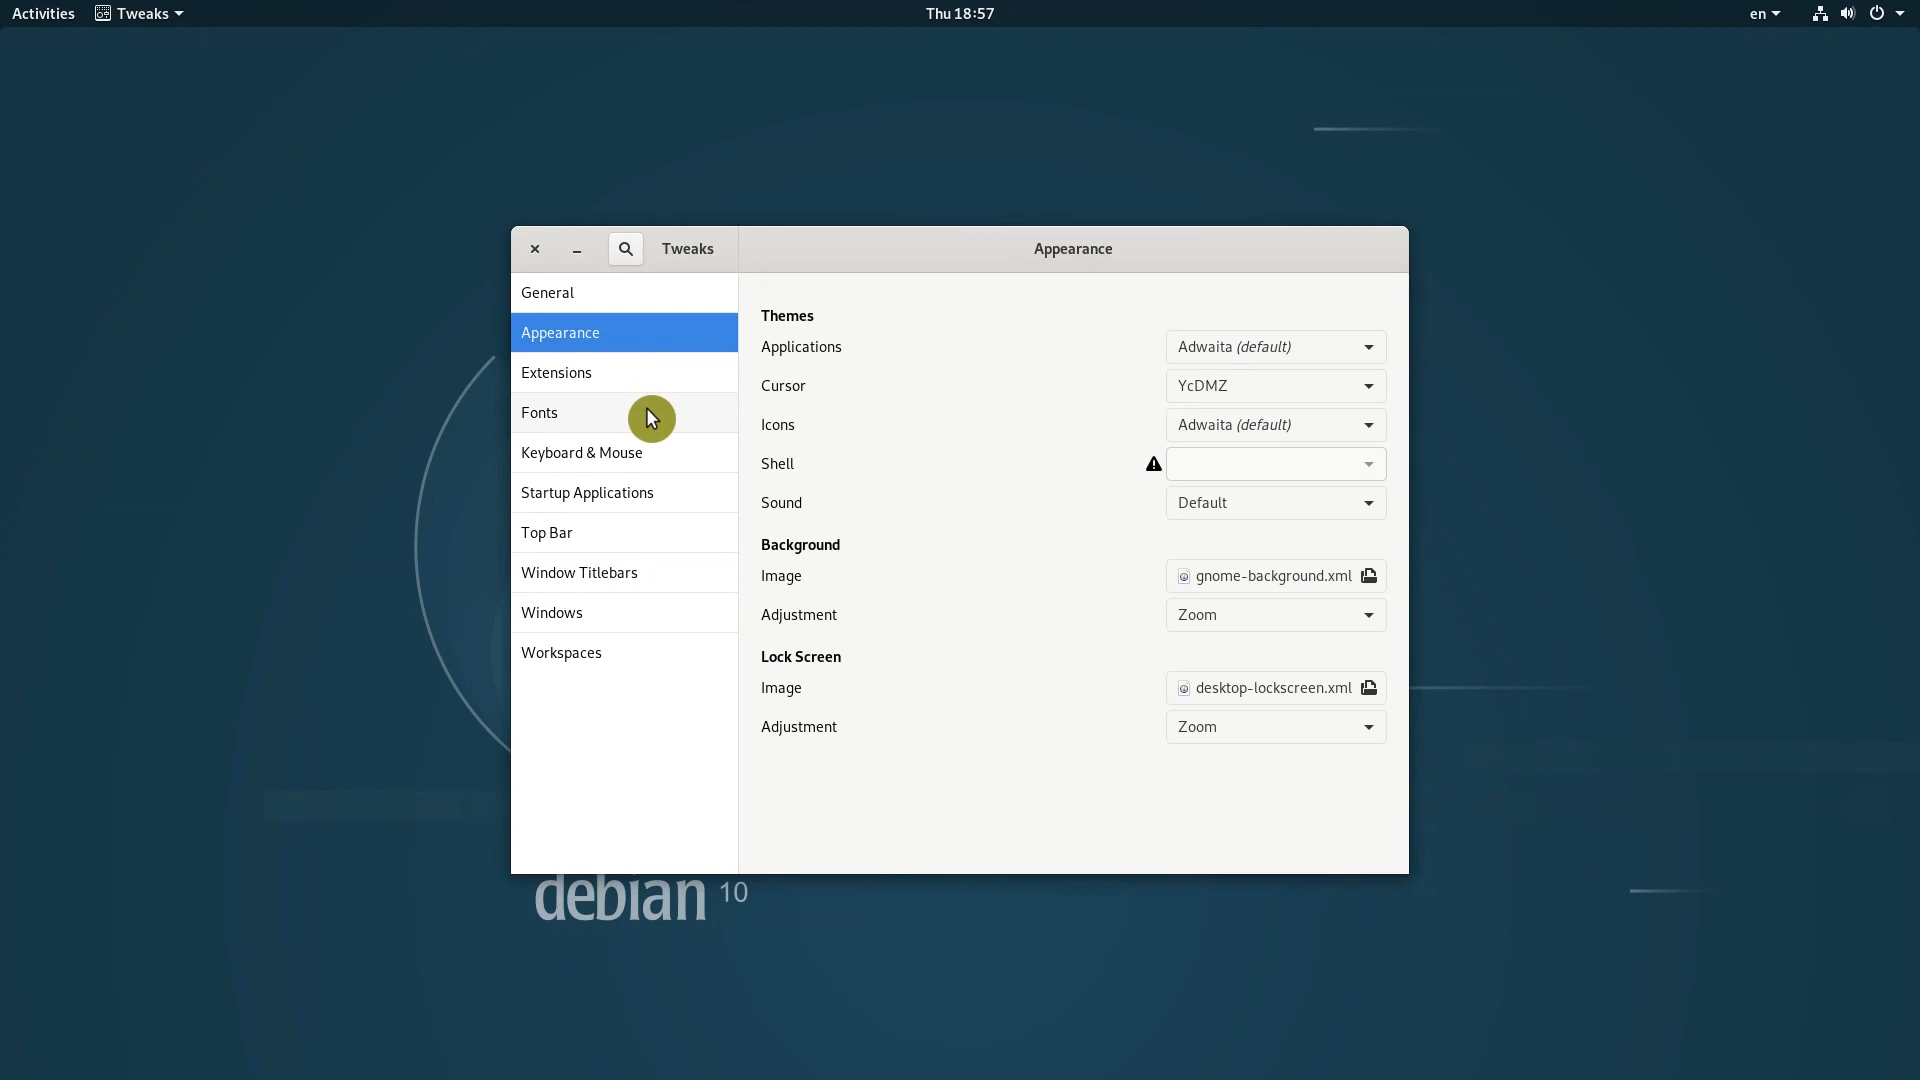 Activities Tweaks Thu 18:57 en
Tweaks Appearance
General
Appearance
Extensions
Fonts
Keyboard & Mouse
Startup Applications
Top Bar
Window Titlebars
Windows
Workspaces
Themes
Applications Adwaita (default)
Cursor YcDMZ
Icons Adwaita (default)
Shell
Sound Default
Background
Image gnome-background.xml
Adjustment Zoom
Lock Screen
Image desktop-lockscreen.xml
Adjustment Zoom
debian 10